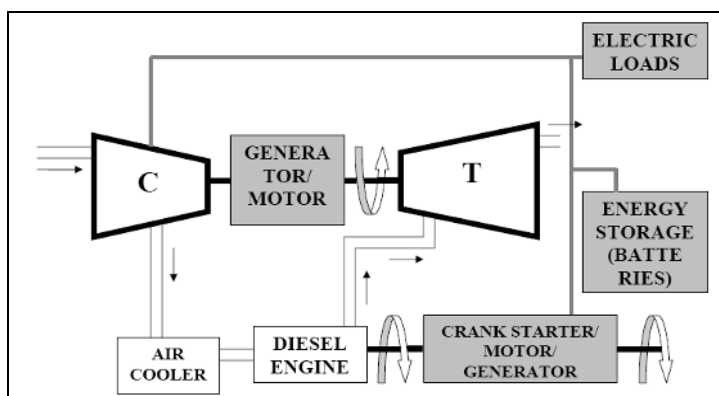 ELECTRIC
LOADS
C
GENERA
TOR/
MOTOR
T
ENERGY
STORAGE
(BATTE
RIES)
AIR
COOLER
DIESEL
ENGINE
CRANK STARTER/
MOTOR/
GENERATOR